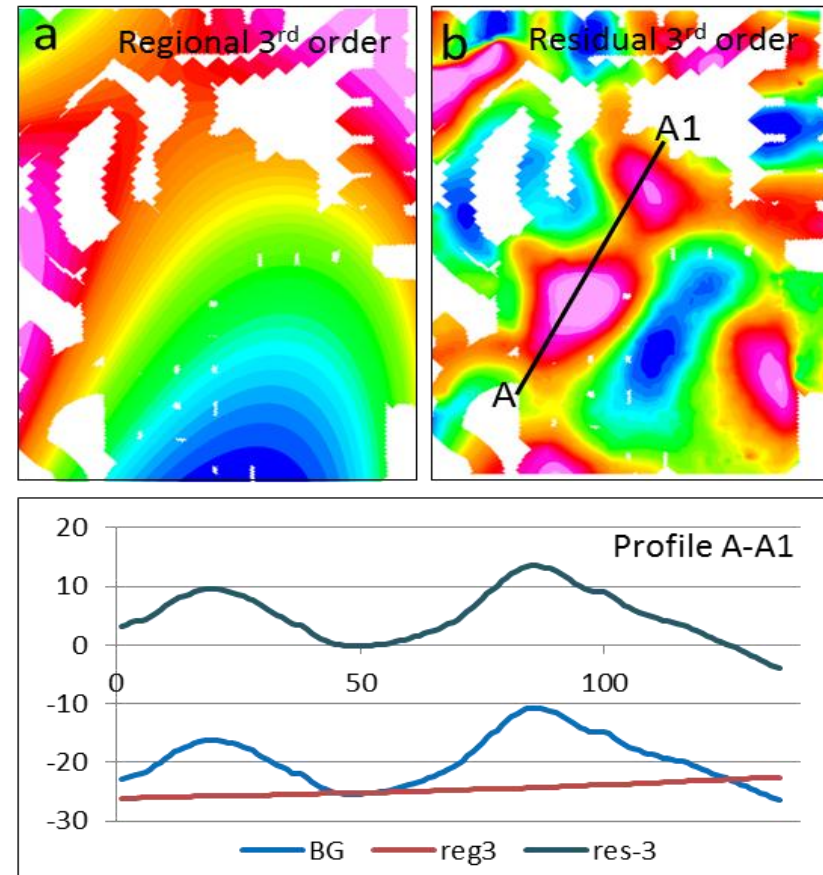 a
Regional 3rd order
b
Residual 3rd order
A1
A
Profile A-A1
20
10
0
0
50
100
-10
-20
-30
BG
reg3
res-3